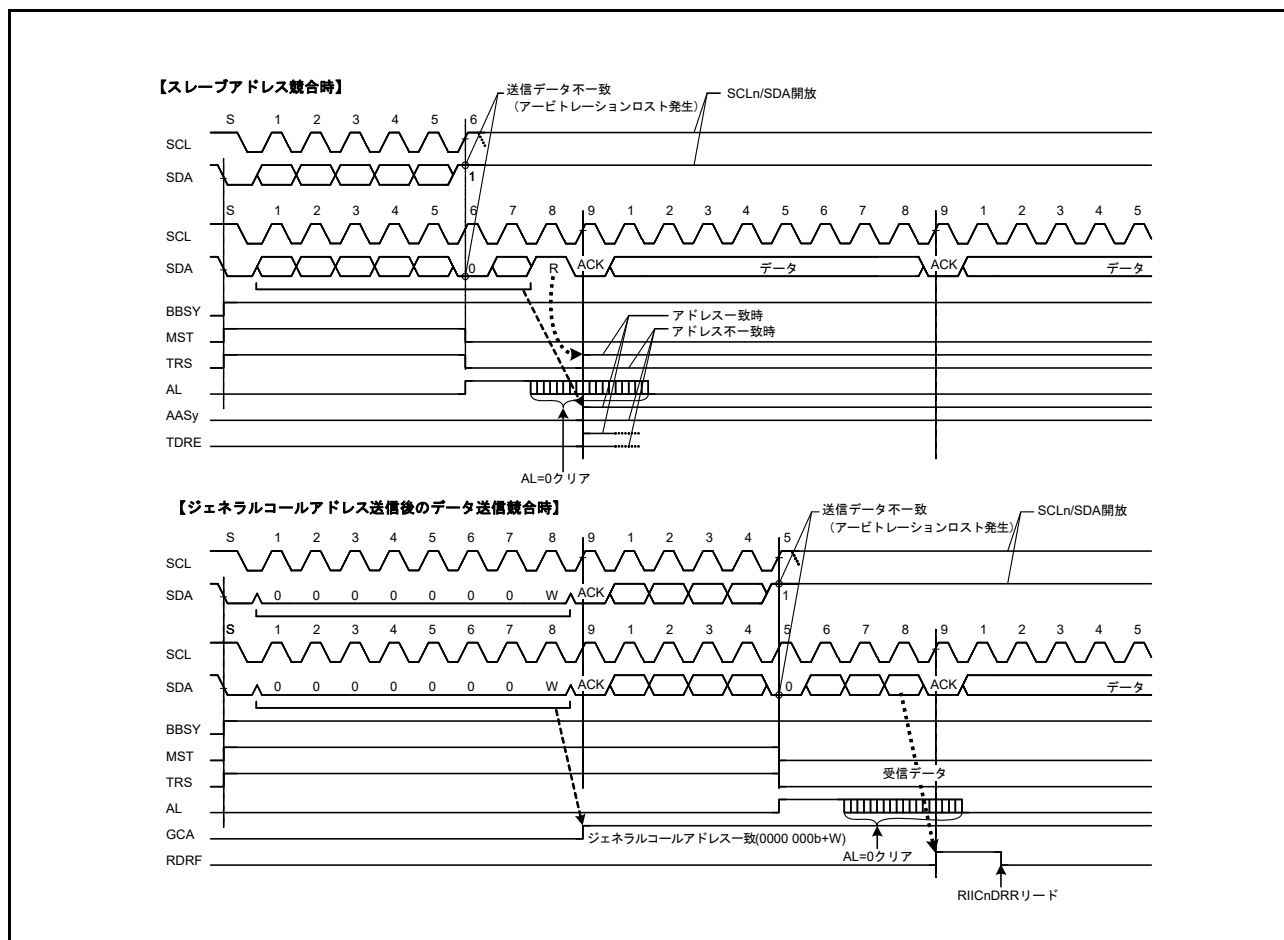 【スレーブアドレス競合時】
送信データ不一致
（アービトレーションロスト発生）
SCLn/SDA開放
S 1 2 3 4 5 6
SCL
SDA
1
S 1 2 3 4 5 6 7 8 9 1 2 3 4 5 6 7 8 9 1 2 3 4 5
SCL
SDA 0 R ACK データ ACK データ
BBSY
アドレス一致時
MST
アドレス不一致時
TRS
AL
AASy
TDRE
AL=0クリア
【ジェネラルコールアドレス送信後のデータ送信競合時】
送信データ不一致
（アービトレーションロスト発生）
SCLn/SDA開放
S 1 2 3 4 5 6 7 8 9 1 2 3 4 5
SCL
SDA 0 0 0 0 0 0 0 W ACK 1
S 1 2 3 4 5 6 7 8 9 1 2 3 4 5 6 7 8 9 1 2 3 4 5
SCL
SDA 0 0 0 0 0 0 0 W ACK 0 ACK データ
BBSY
MST
TRS 受信データ
AL
GCA ジェネラルコールアドレス一致(0000 000b+W)
AL=0クリア
RDRF
RIICnDRRリード